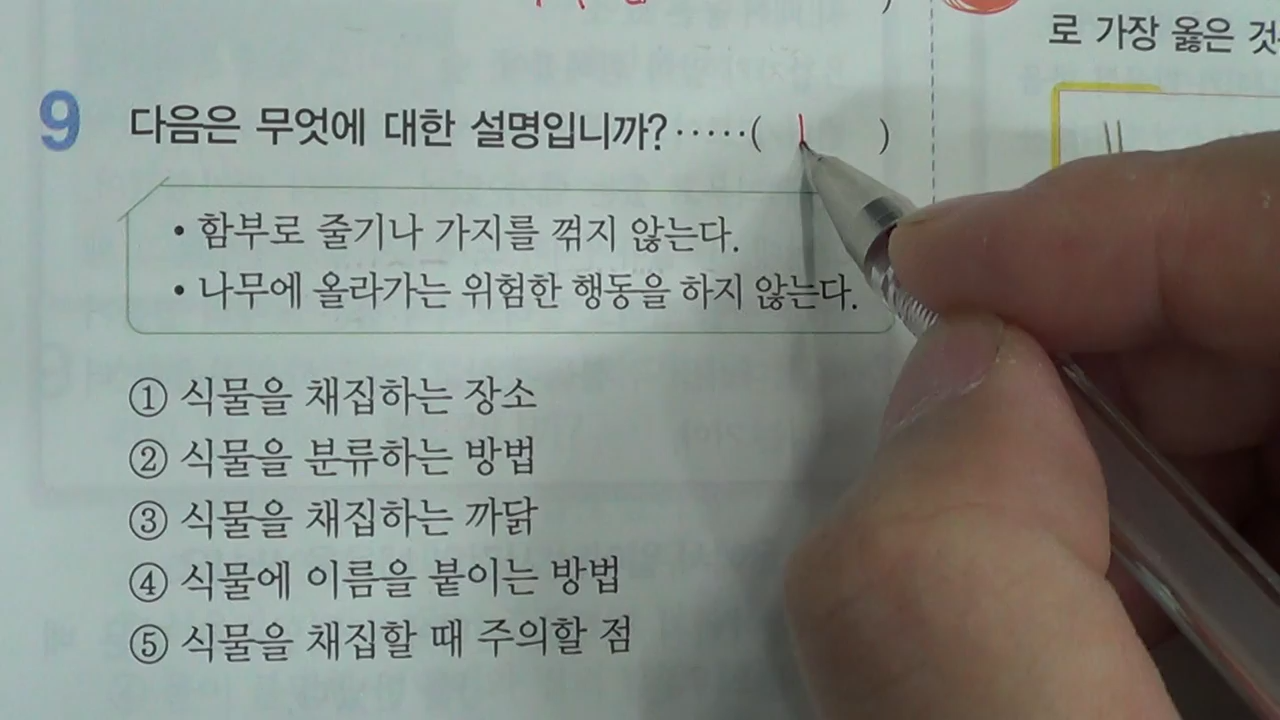 로 가장 옳은 것
9 다음은 무엇에 대한 설명입니까?·····( )
• 함부로 줄기나 가지를 꺾지 않는다.
• 나무에 올라가는 위험한 행동을 하지 않는다.
① 식물을 채집하는 장소
② 식물을 분류하는 방법
③ 식물을 채집하는 까닭
④ 식물에 이름을 붙이는 방법
⑤ 식물을 채집할 때 주의할 점